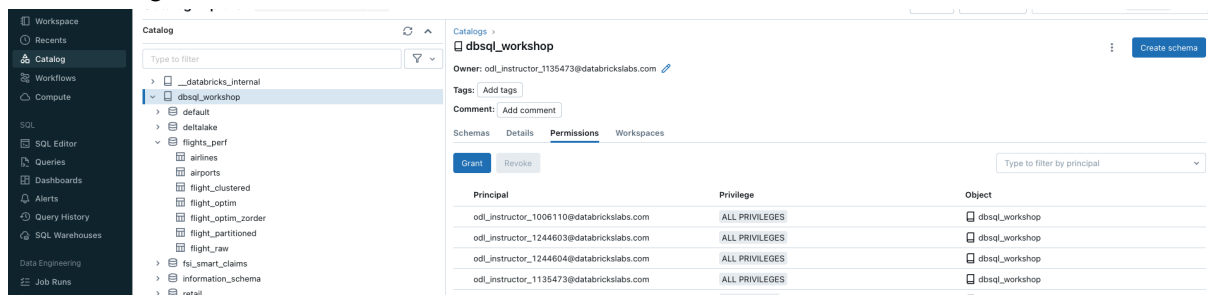 Workspace
Recents
Catalog
Workflows
Compute
SQL
SQL Editor
Queries
Dashboards
Alerts
Query History
SQL Warehouses
Data Engineering
Job Runs
Catalog
Type to filter
__databricks_internal
dbsql_workshop
default
deltalake
flights_perf
airlines
airports
flight_clustered
flight_optim
flight_optim_zorder
flight_partitioned
flight_raw
fsi_smart_claims
information_schema
retail
Catalogs >
dbsql_workshop
Create schema
Owner: odl_instructor_1135473@databrickslabs.com
Tags: Add tags
Comment: Add comment
Schemas Details Permissions Workspaces
Grant Revoke Type to filter by principal
Principal Privilege Object
odl_instructor_1006110@databrickslabs.com ALL PRIVILEGES dbsql_workshop
odl_instructor_1244603@databrickslabs.com ALL PRIVILEGES dbsql_workshop
odl_instructor_1244604@databrickslabs.com ALL PRIVILEGES dbsql_workshop
odl_instructor_1135473@databrickslabs.com ALL PRIVILEGES dbsql_workshop